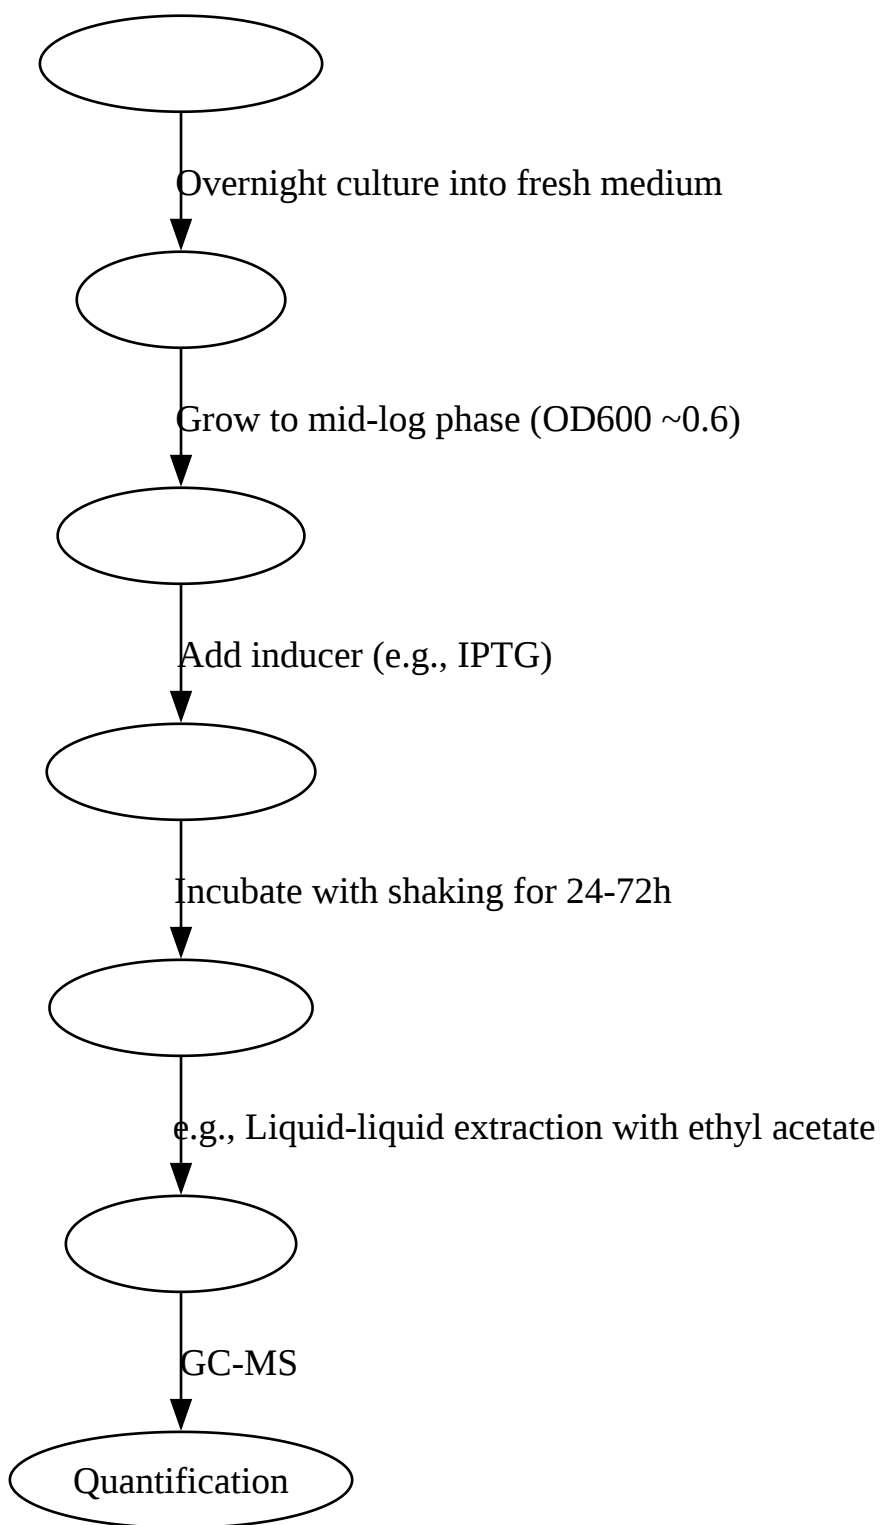 Overnight culture into fresh medium
Grow to mid-log phase (OD600 ~0.6)
Add inducer (e.g., IPTG)
Incubate with shaking for 24-72h
e.g., Liquid-liquid extraction with ethyl acetate
GC-MS
Quantification